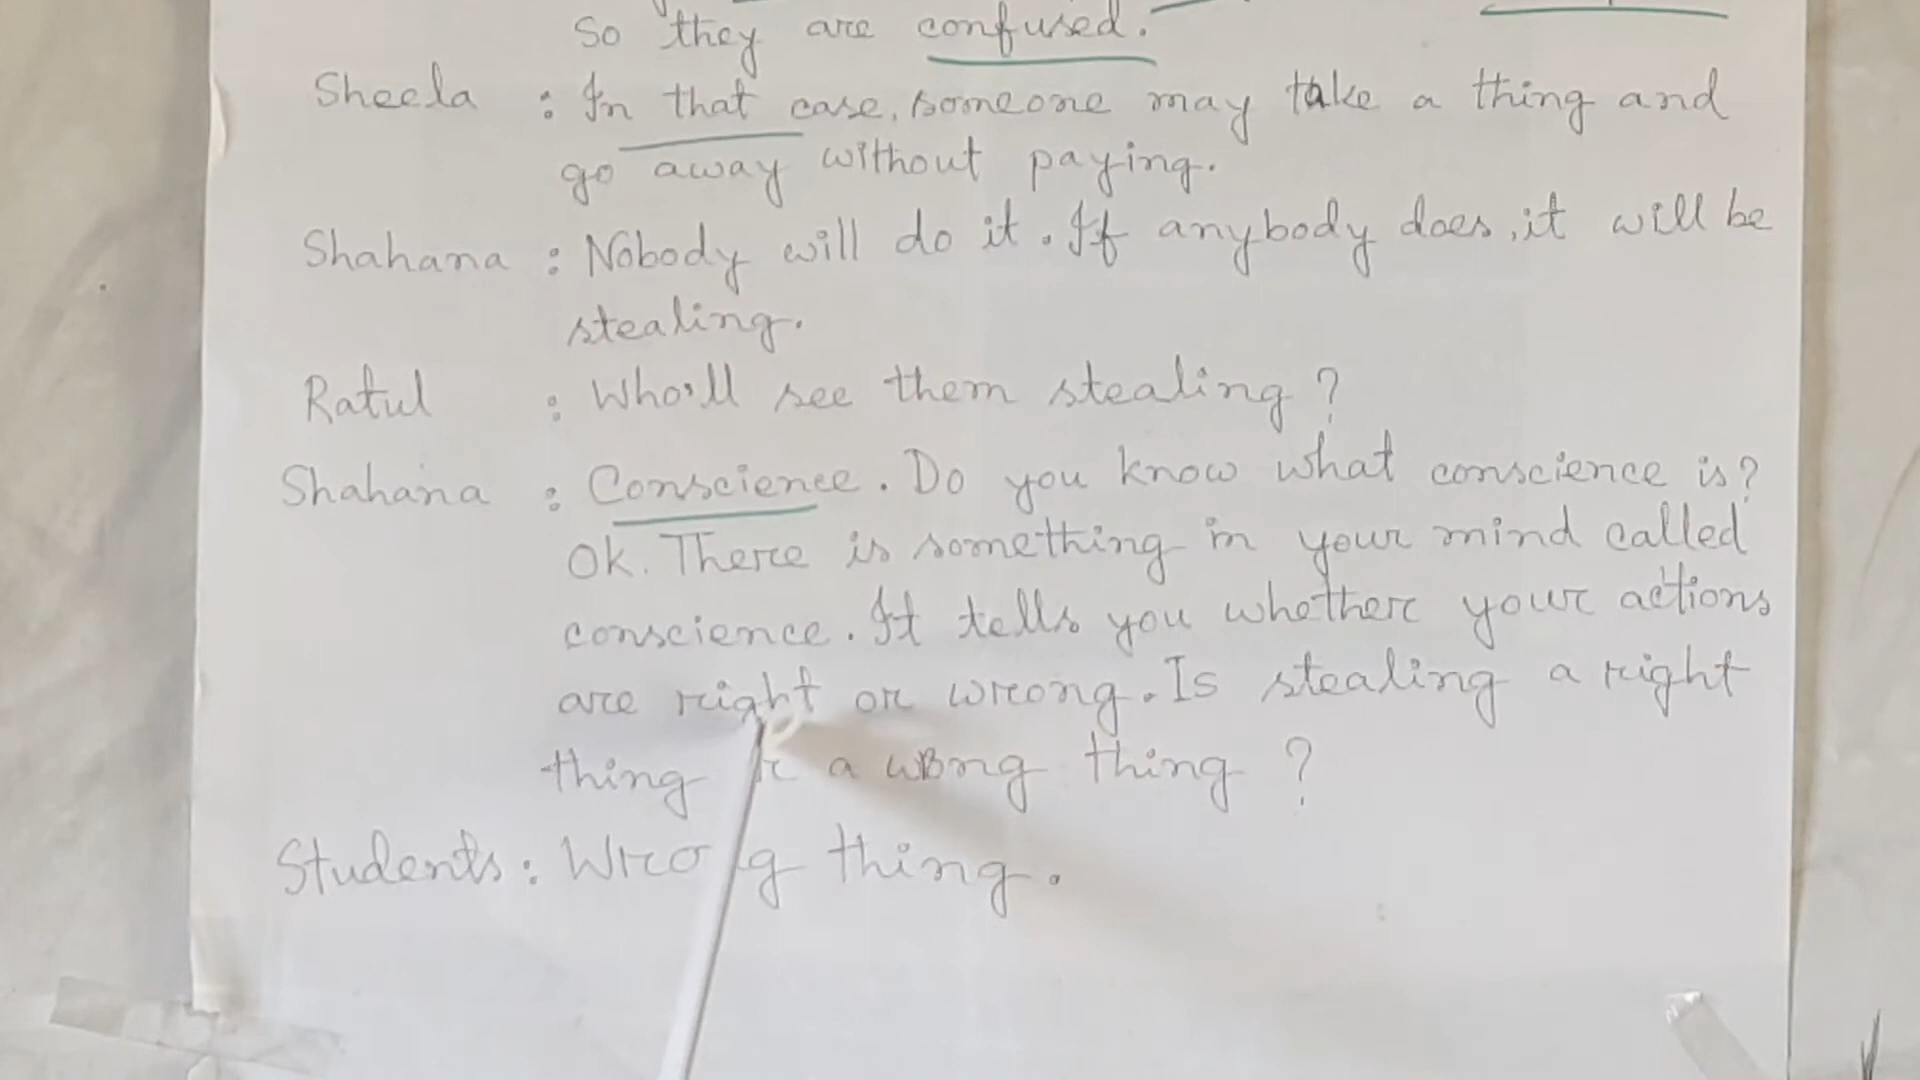 So they are confused.
Sheela : In that case, someone may take a thing and
go away without paying.
Shahana : Nobody will do it. If anybody does, it will be
stealing.
Ratul : Who'll see them stealing?
Shahana : Conscience. Do you know what conscience is?
Ok. There is something in your mind called
conscience. It tells you whether your actions
are right or wrong. Is stealing a right
thing a wrong thing?
Students: Wrong thing.